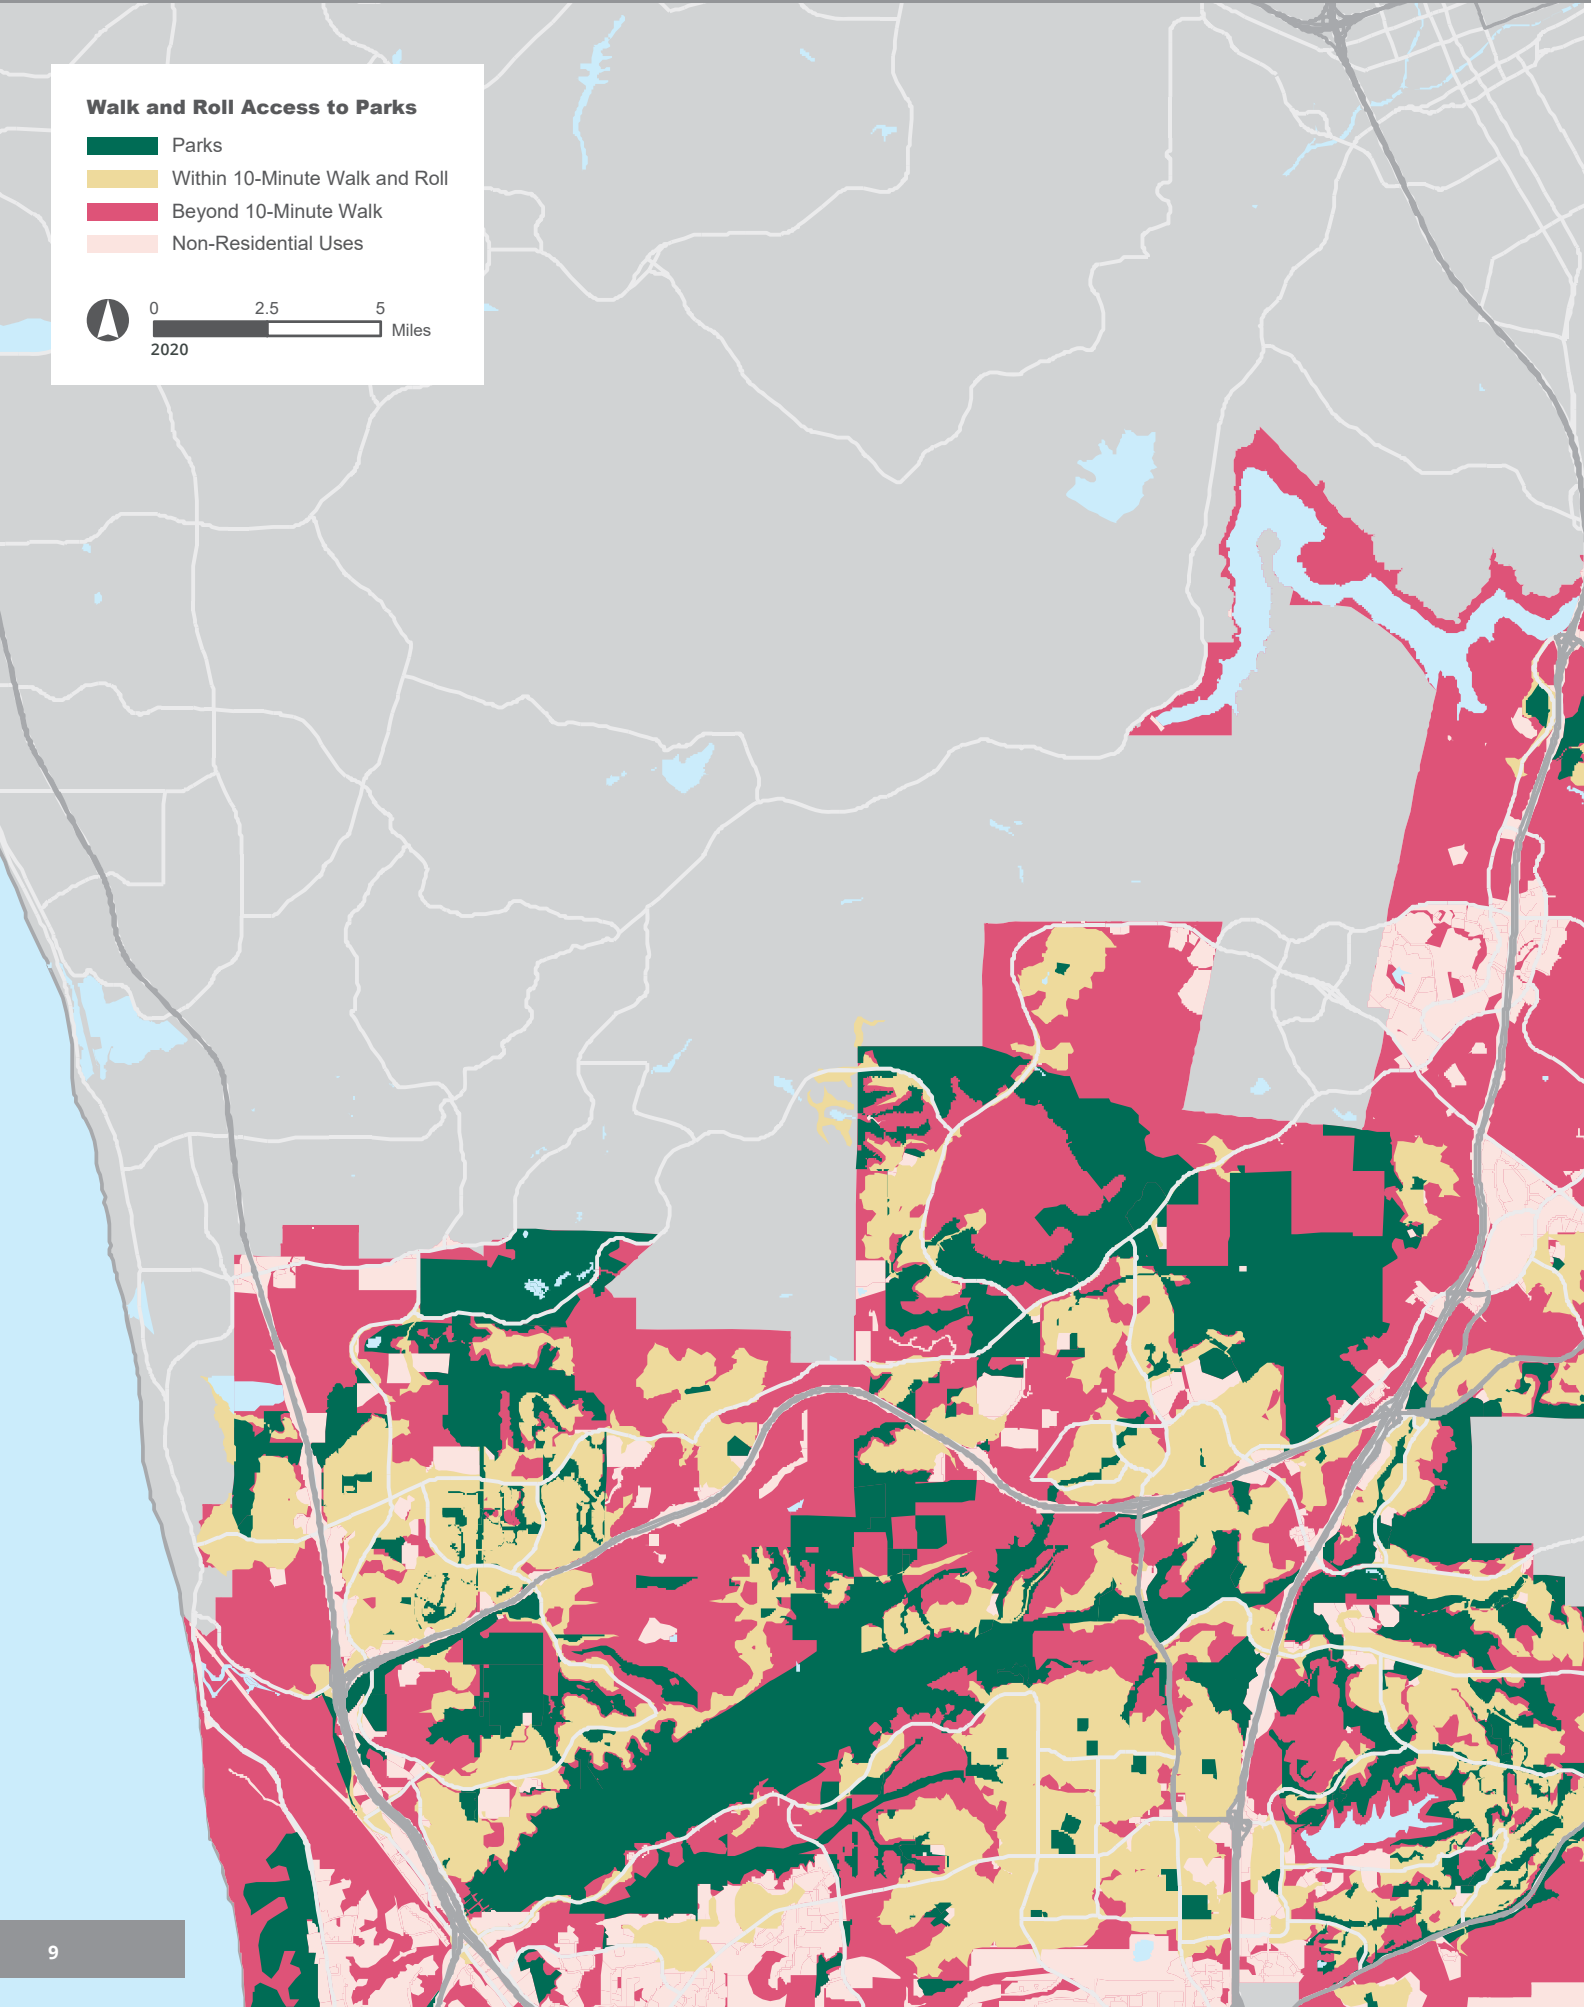 Walk and Roll Access to Parks
Parks
Within 10-Minute Walk and Roll
Beyond 10-Minute Walk
Non-Residential Uses
0 2.5 5
Miles
2020
9